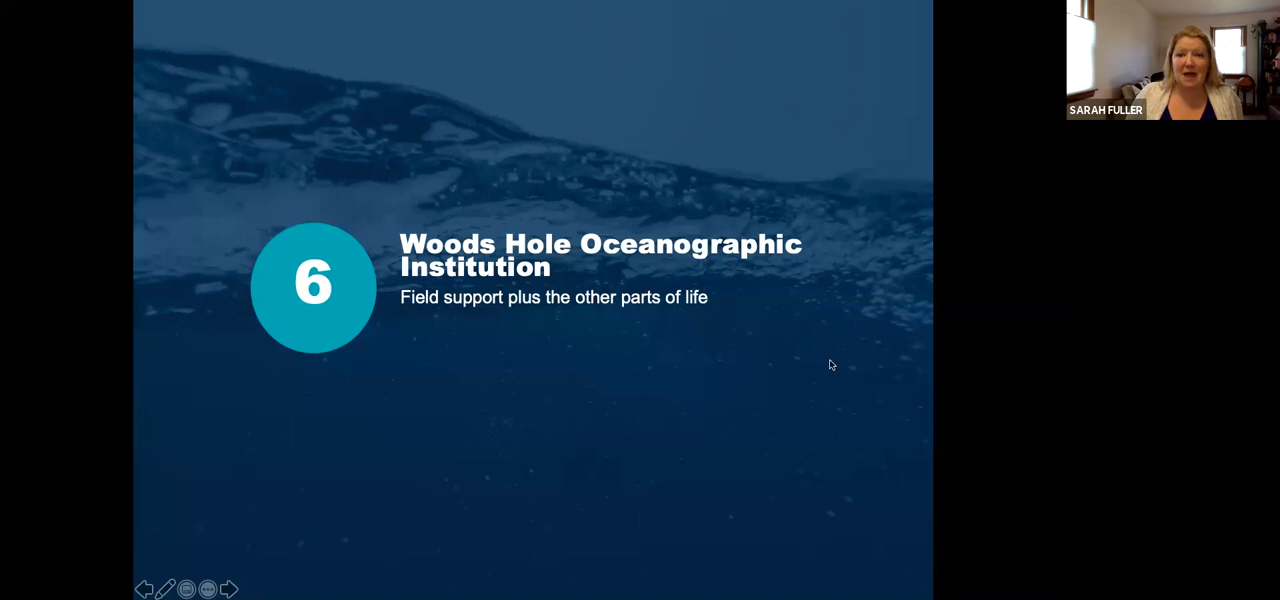 6
Woods Hole Oceanographic
Institution
Field support plus the other parts of life
SARAH FULLER